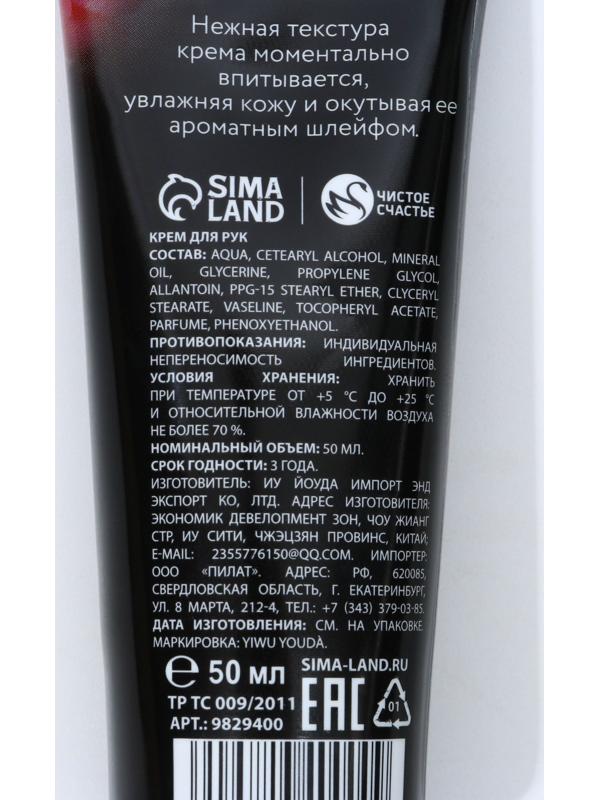 Нежная текстура
крема моментально
впитывается,
увлажняя кожу и окутывая ее
ароматным шлейфом.
SIMA
LAND
ЧИСТОЕ
СЧАСТЬЕ
КРЕМ ДЛЯ РУК
СОСТАВ: AQUA, CETEARYL ALCOHOL, MINERAL
OIL, GLYCERINE, PROPYLENE GLYCOL,
ALLANTOIN, PPG-15 STEARYL ETHER, CLYCERYL
STEARATE, VASELINE, TOCOPHERYL ACETATE,
PARFUME, PHENOXYETHANOL.
ПРОТИВОПОКАЗАНИЯ: ИНДИВИДУАЛЬНАЯ
НЕПЕРЕНОСИМОСТЬ ИНГРЕДИЕНТОВ.
УСЛОВИЯ ХРАНЕНИЯ: ХРАНИТЬ
ПРИ ТЕМПЕРАТУРЕ ОТ +5 °С ДО +25 °С
И ОТНОСИТЕЛЬНОЙ ВЛАЖНОСТИ ВОЗДУХА
НЕ БОЛЕЕ 70 %.
НОМИНАЛЬНЫЙ ОБЪЕМ: 50 МЛ.
СРОК ГОДНОСТИ: 3 ГОДА.
ИЗГОТОВИТЕЛЬ: ИУ ЙОУДА ИМПОРТ ЭНД
ЭКСПОРТ КО, ЛТД. АДРЕС ИЗГОТОВИТЕЛЯ:
ЭКОНОМИК ДЕВЕЛОПМЕНТ ЗОН, ЧОУ ЖИАНГ
СТР, ИУ СИТИ, ЧЖЭЦЗЯН ПРОВИНС, КИТАЙ;
E-MAIL: 2355776150@QQ.COM. ИМПОРТЕР:
ООО «ПИЛАТ». АДРЕС: РФ, 620085,
СВЕРДЛОВСКАЯ ОБЛАСТЬ, Г. ЕКАТЕРИНБУРГ,
УЛ. 8 МАРТА, 212-4, ТЕЛ.: +7 (343) 379-03-85.
ДАТА ИЗГОТОВЛЕНИЯ: СМ. НА УПАКОВКЕ.
МАРКИРОВКА: YIWU YOUDÀ.
50 МЛ
SIMA-LAND.RU
ТР ТС 009/2011
АРТ.: 9829400
EAC
01